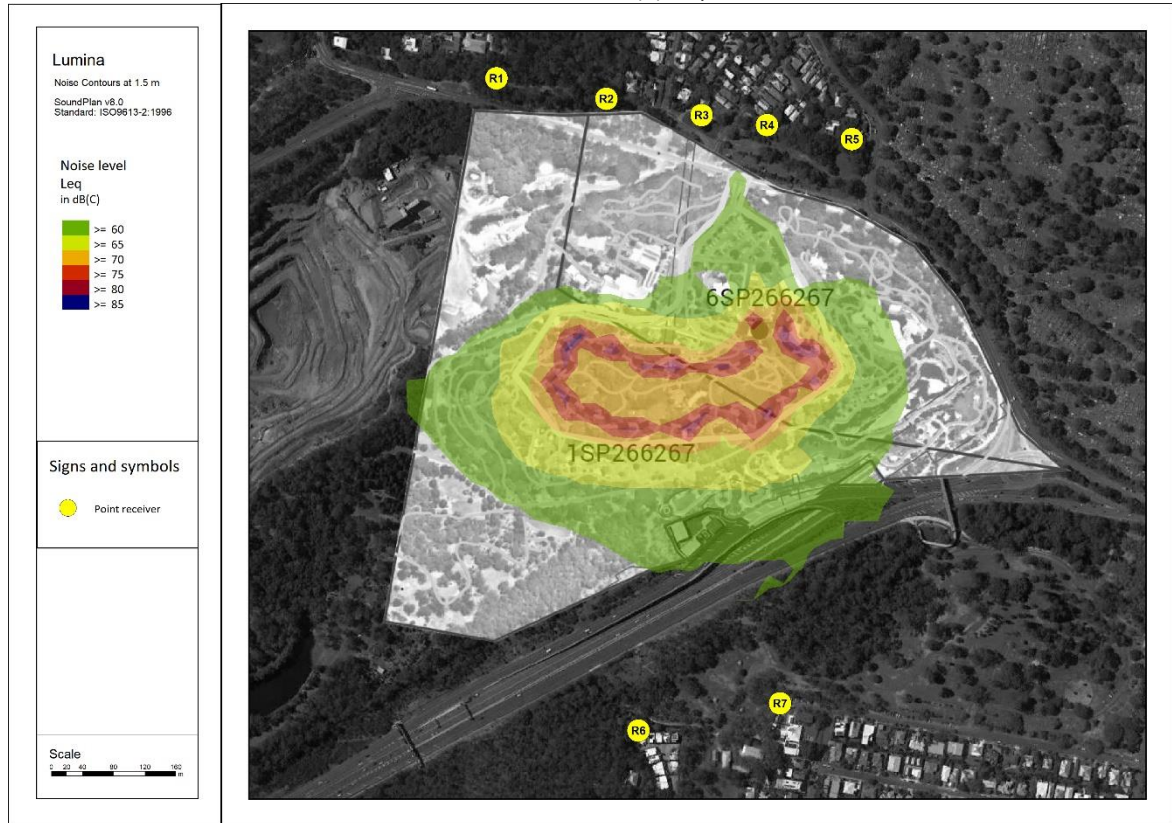 Lumina
Noise Contours at 1.5 m
SoundPlan v8.0
Standard: ISO9613-2:1996
Noise level
Leq
in dB(C)
>= 60
>= 65
>= 70
>= 75
>= 80
>= 85
Signs and symbols
Point receiver
Scale
0 20 40 80 120 160
m
R1
R2
R3
R4
R5
6SP266267
1SP266267
R6
R7